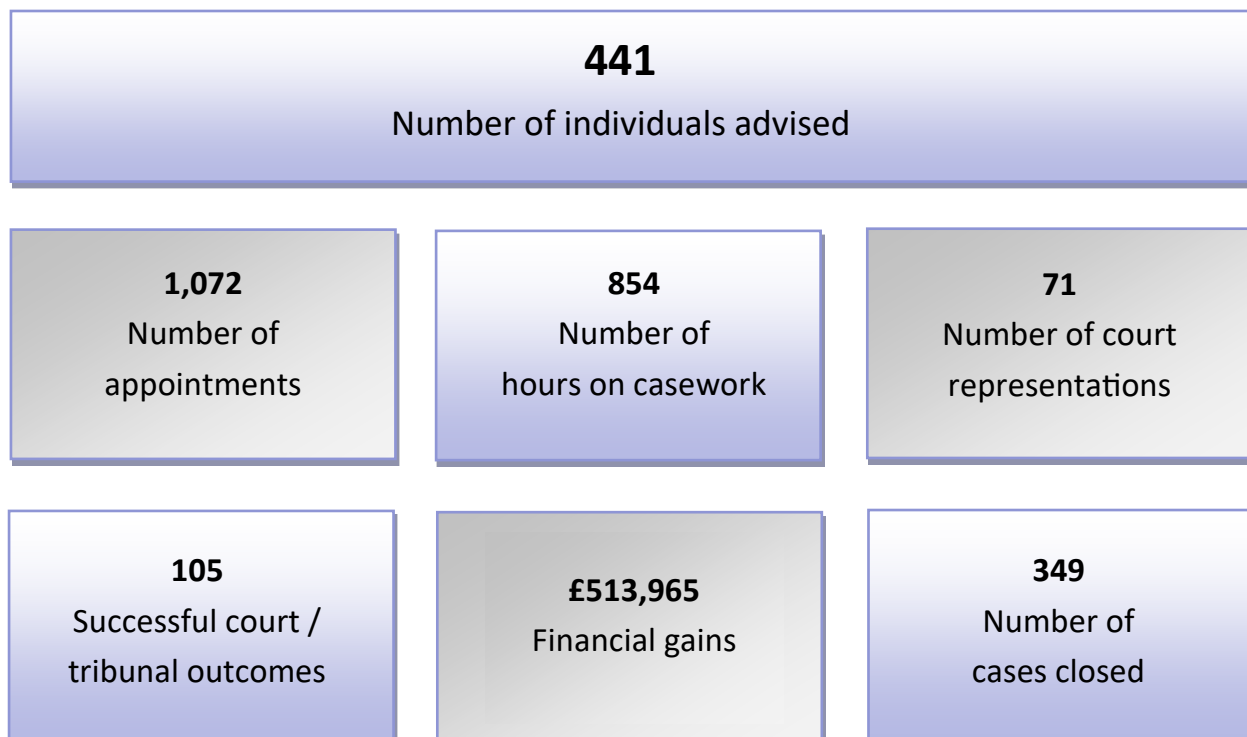 441
Number of individuals advised
1,072
Number of
appointments
854
Number of
hours on casework
71
Number of court
representations
105
Successful court /
tribunal outcomes
£513,965
Financial gains
349
Number of
cases closed